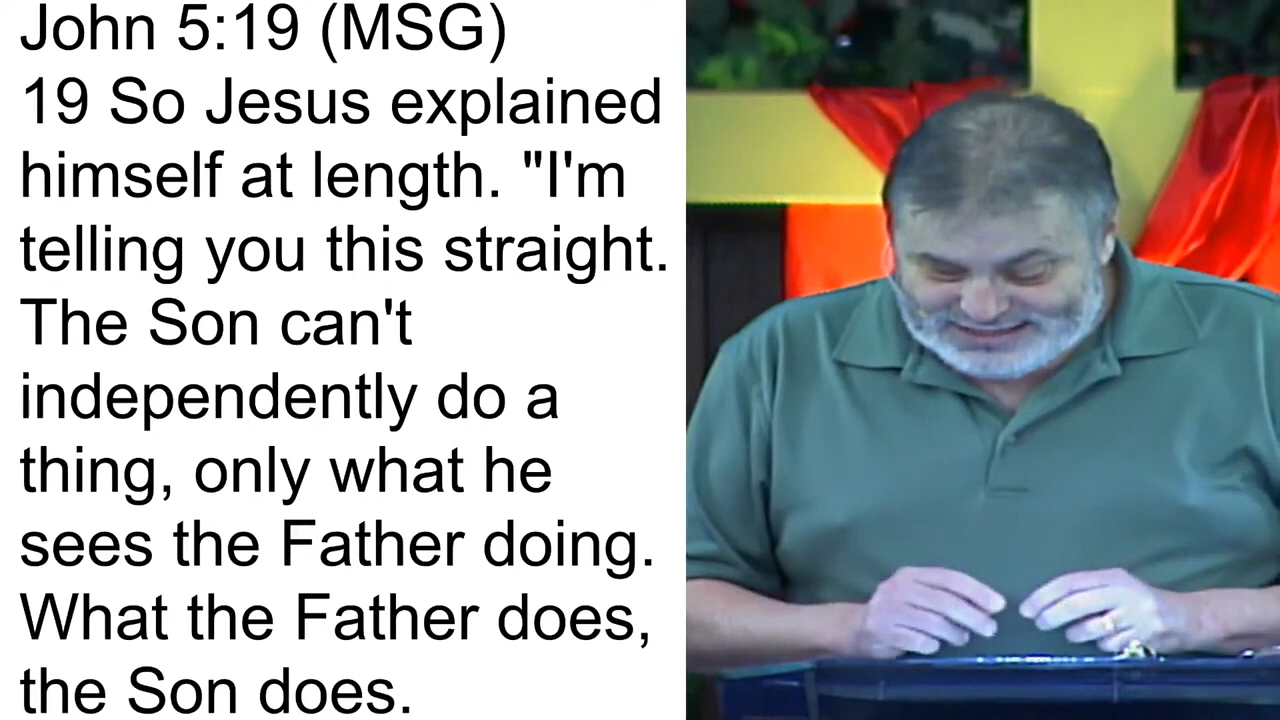 John 5:19 (MSG)
19 So Jesus explained
himself at length. "I'm
telling you this straight.
The Son can't
independently do a
thing, only what he
sees the Father doing.
What the Father does,
the Son does.